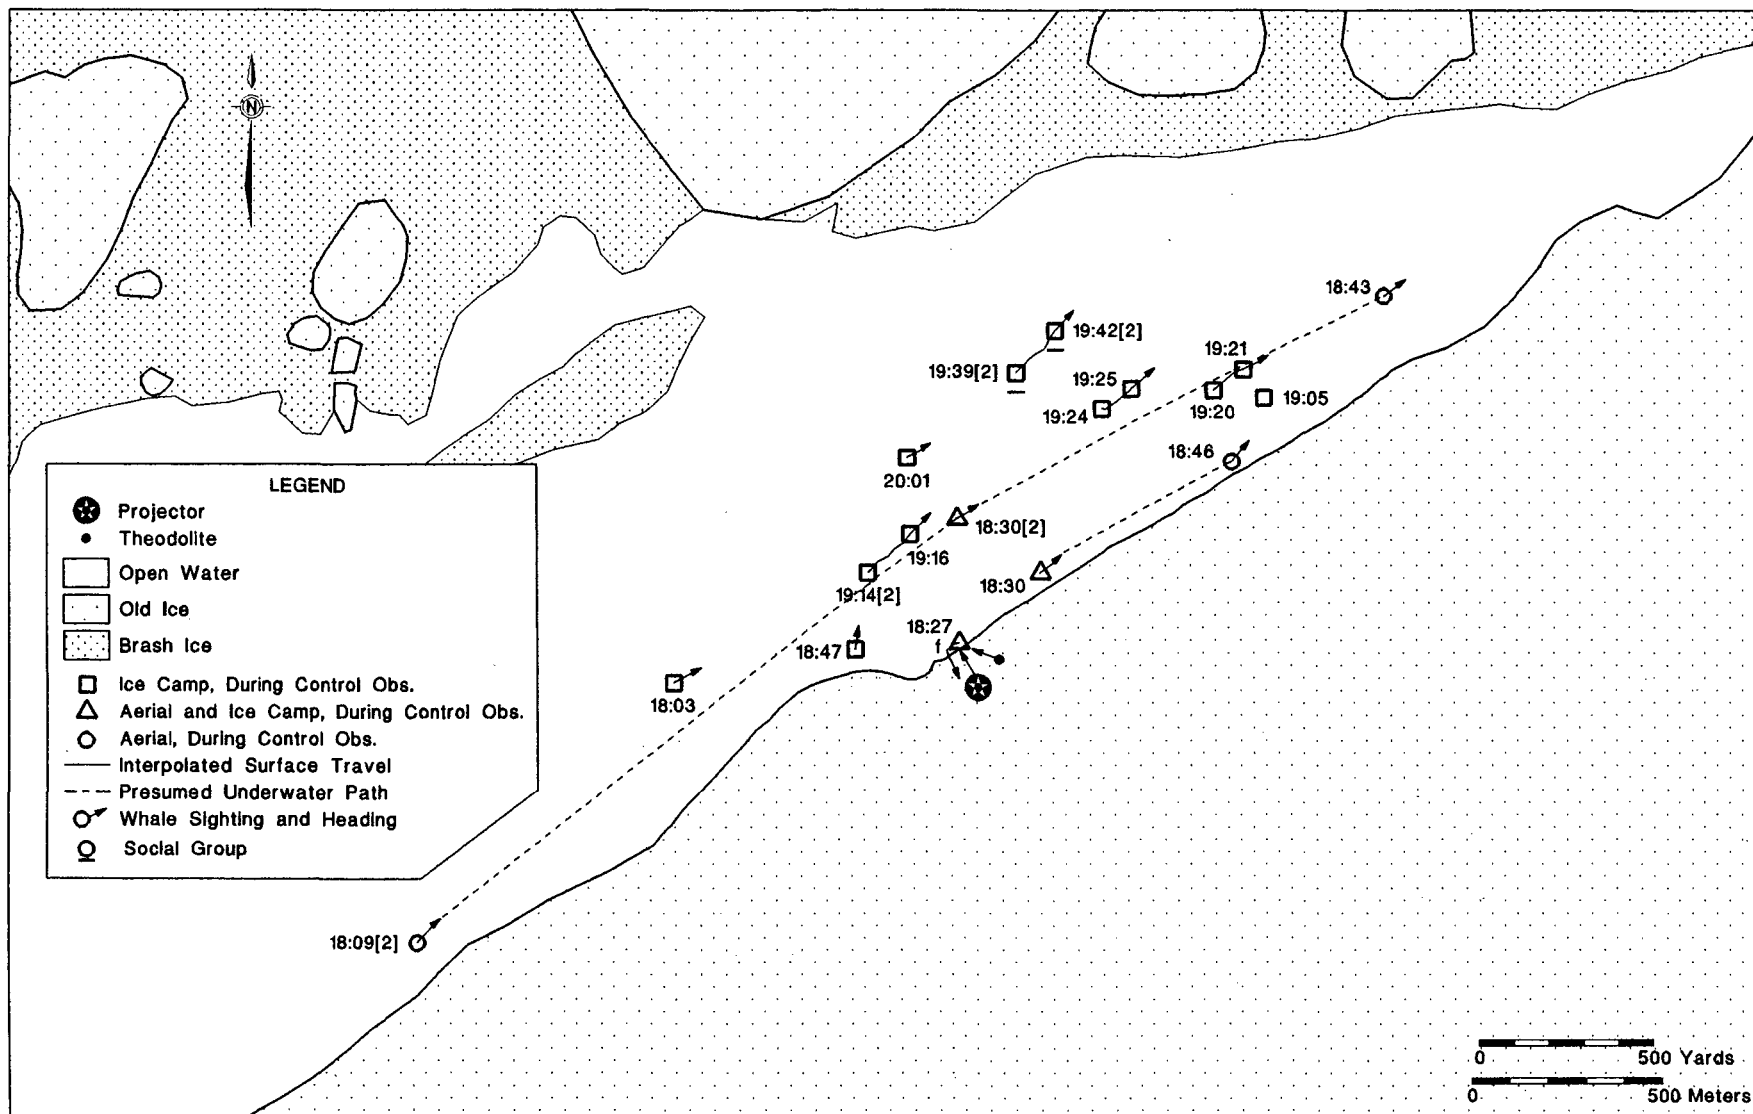 N
18:43
19:42[2]
19:21
19:39[2]
19:25
19:24
19:20
19:05
18:46
20:01
18:30[2]
19:16
18:30
19:14[2]
18:27
f
18:47
18:03
18:09[2]
LEGEND
Projector
Theodolite
Open Water
Old Ice
Brash Ice
Ice Camp, During Control Obs.
Aerial and Ice Camp, During Control Obs.
Aerial, During Control Obs.
Interpolated Surface Travel
Presumed Underwater Path
Whale Sighting and Heading
Social Group
0 500 Yards
0 500 Meters